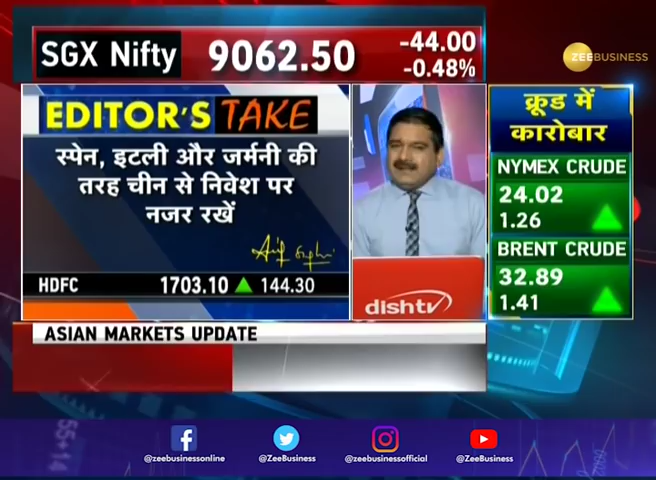 SGX Nifty 9062.50 -44.00
-0.48%
ZEEBUSINESS
EDITOR'S TAKE
स्पेन, इटली और जर्मनी की
तरह चीन से निवेश पर
नजर रखें
HDFC 1703.10 144.30
dishtv
क्रूड में
कारोबार
NYMEX CRUDE
24.02
1.26
BRENT CRUDE
32.89
1.41
ASIAN MARKETS UPDATE
@zeebusinessonline @ZeeBusiness @zeebusinessofficial @ZeeBusiness